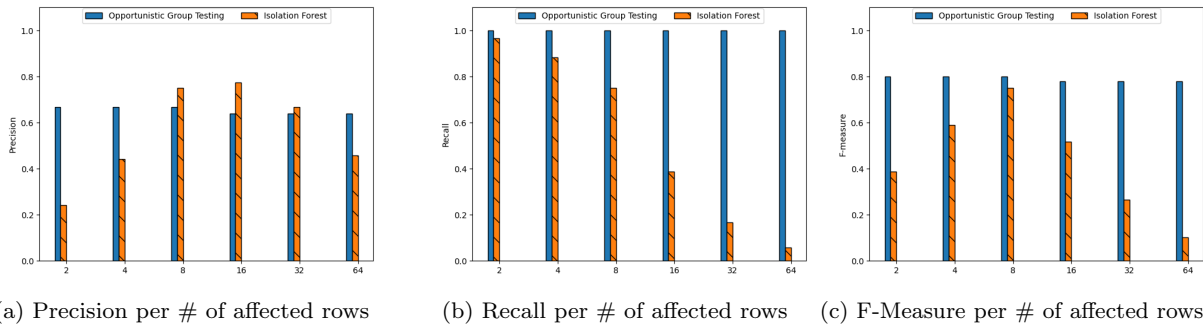 Opportunistic Group Testing
Isolation Forest
1.0
0.8
0.6
0.4
0.2
0.0
Precision
2 4 8 16 32 64
(a) Precision per # of affected rows
Opportunistic Group Testing
Isolation Forest
1.0
0.8
0.6
0.4
0.2
0.0
Recall
2 4 8 16 32 64
(b) Recall per # of affected rows
Opportunistic Group Testing
Isolation Forest
1.0
0.8
0.6
0.4
0.2
0.0
F-measure
2 4 8 16 32 64
(c) F-Measure per # of affected rows